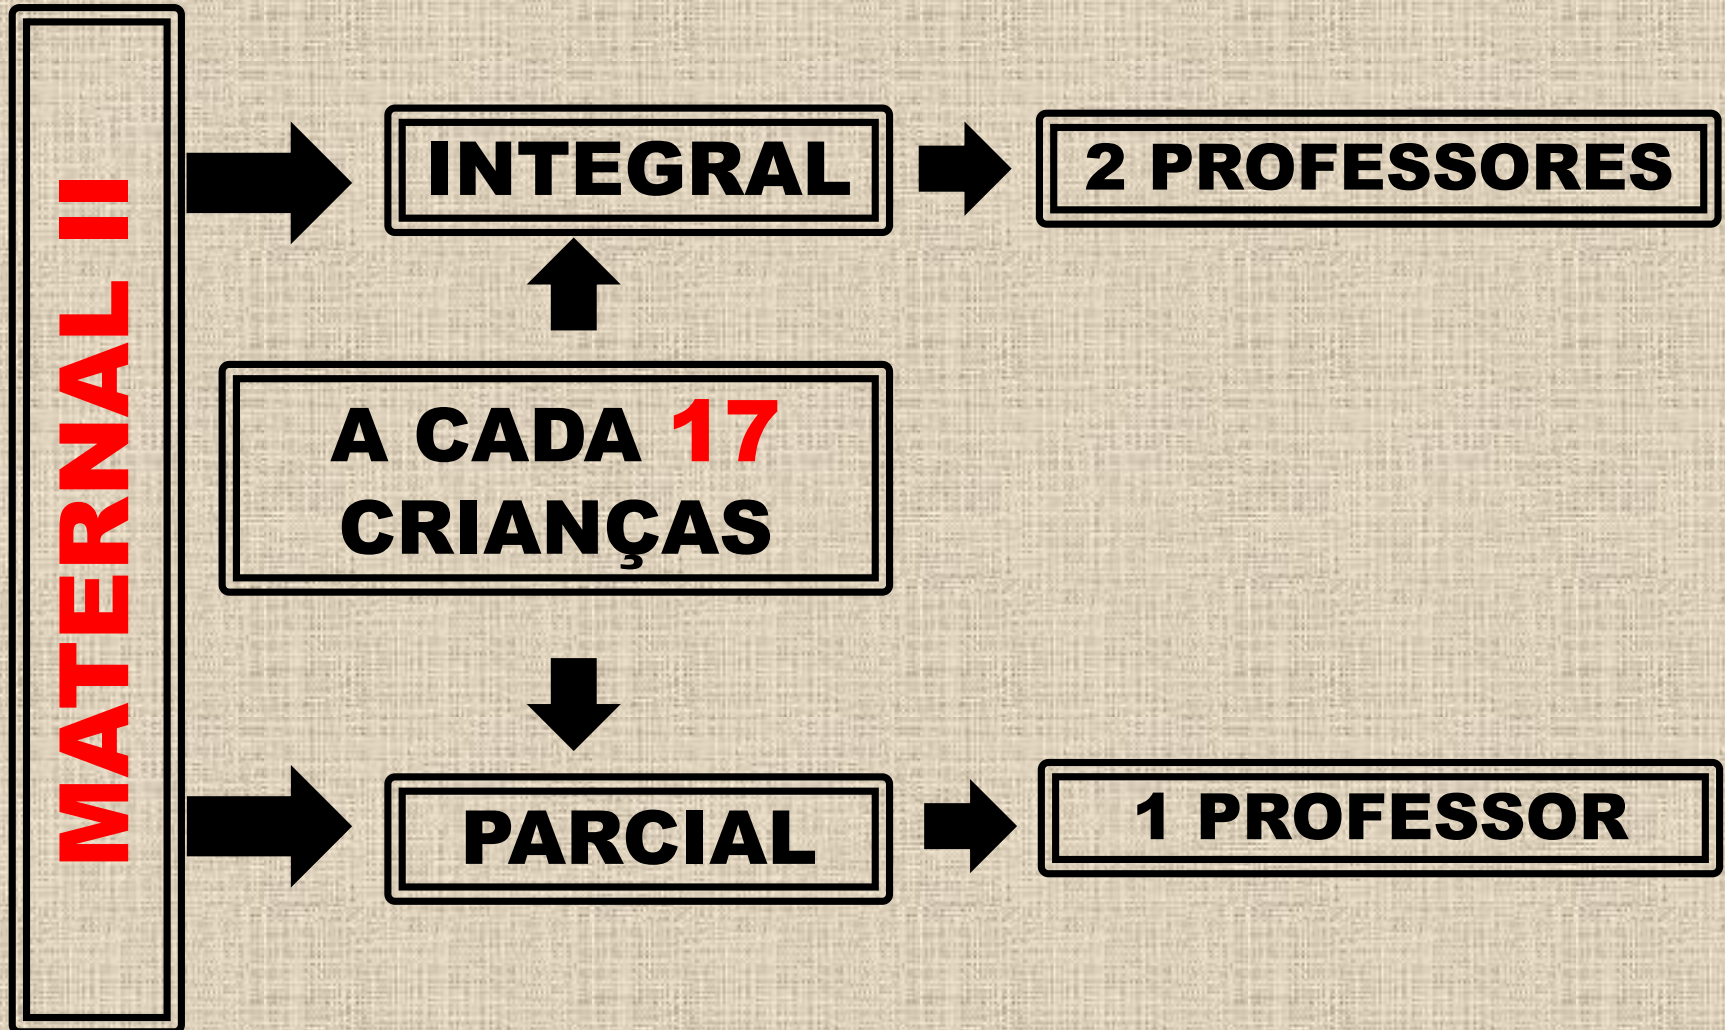 MATERNAL II
INTEGRAL
2 PROFESSORES
A CADA 17
CRIANÇAS
PARCIAL
1 PROFESSOR